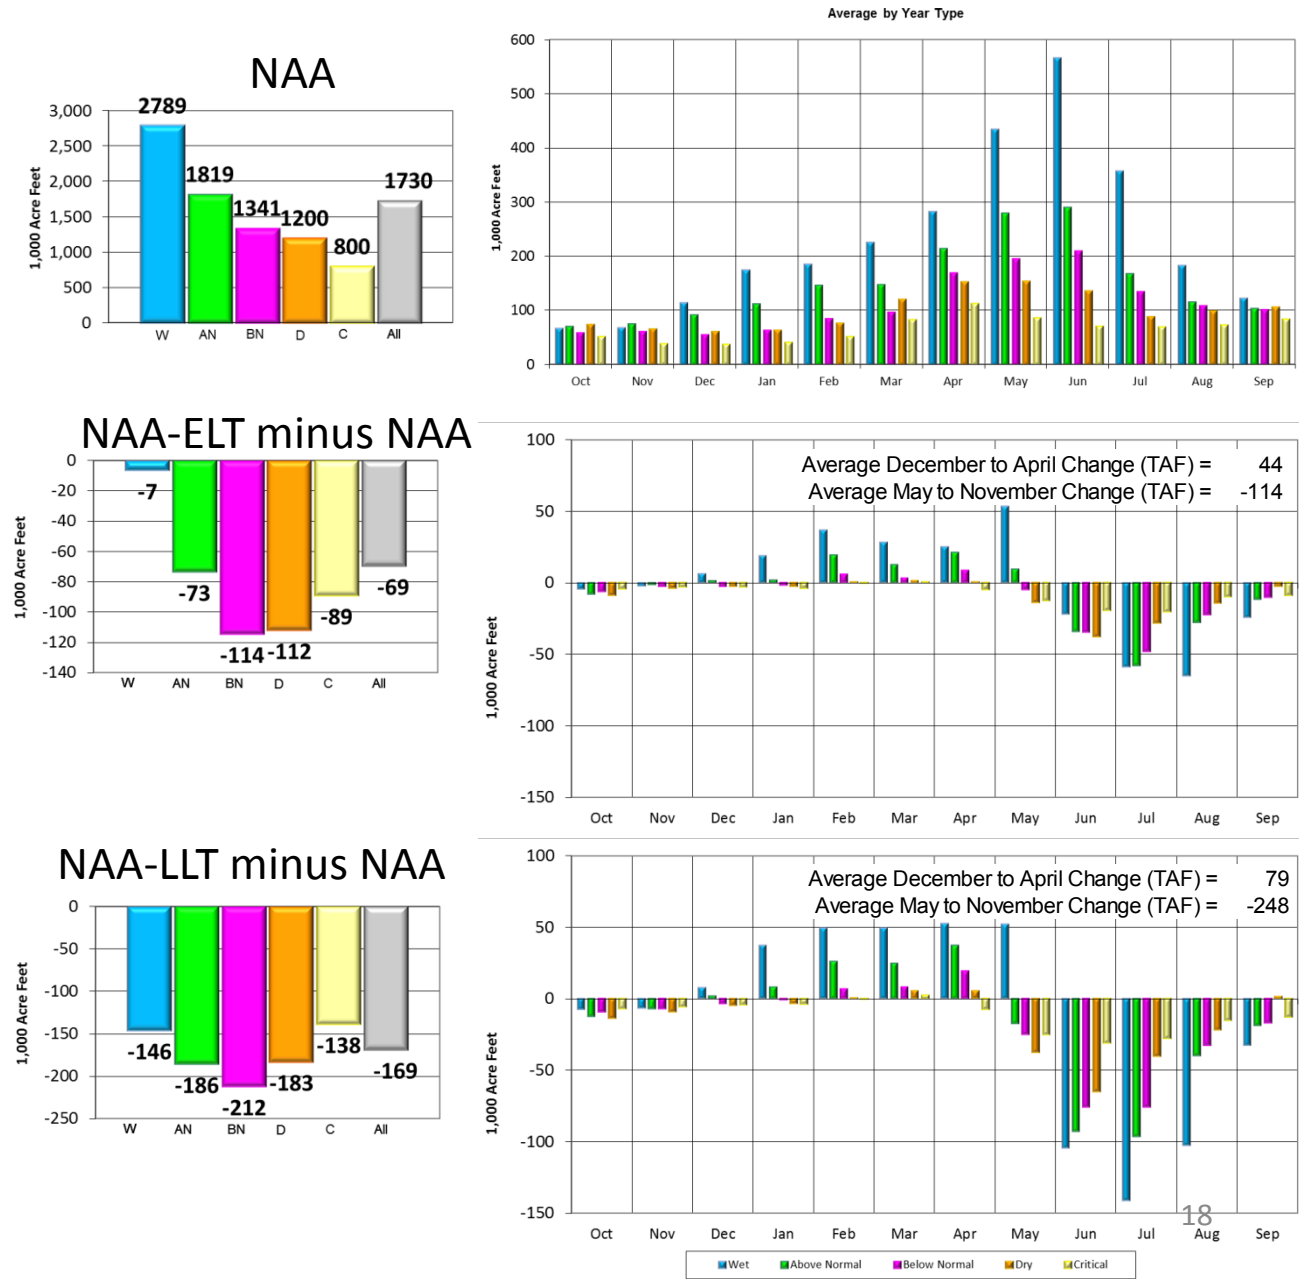 Average by Year Type
NAA
1,000 Acre Feet
3,000
2,500
2,000
1,500
1,000
500
0
2789
1819
1341
1200
800
1730
W AN BN D C All
1,000 Acre Feet
600
500
400
300
200
100
0
Oct Nov Dec Jan Feb Mar Apr May Jun Jul Aug Sep
NAA-ELT minus NAA
1,000 Acre Feet
0
-20
-40
-60
-80
-100
-120
-140
-7
-73
-114
-112
-89
-69
W AN BN D C All
1,000 Acre Feet
100
50
0
-50
-100
-150
Average December to April Change (TAF) = 44
Average May to November Change (TAF) = -114
Oct Nov Dec Jan Feb Mar Apr May Jun Jul Aug Sep
NAA-LLT minus NAA
1,000 Acre Feet
0
-50
-100
-150
-200
-250
-146
-186
-212
-183
-138
-169
W AN BN D C All
1,000 Acre Feet
100
50
0
-50
-100
-150
Average December to April Change (TAF) = 79
Average May to November Change (TAF) = -248
18
Oct Nov Dec Jan Feb Mar Apr May Jun Jul Aug Sep
Wet Above Normal Below Normal Dry Critical